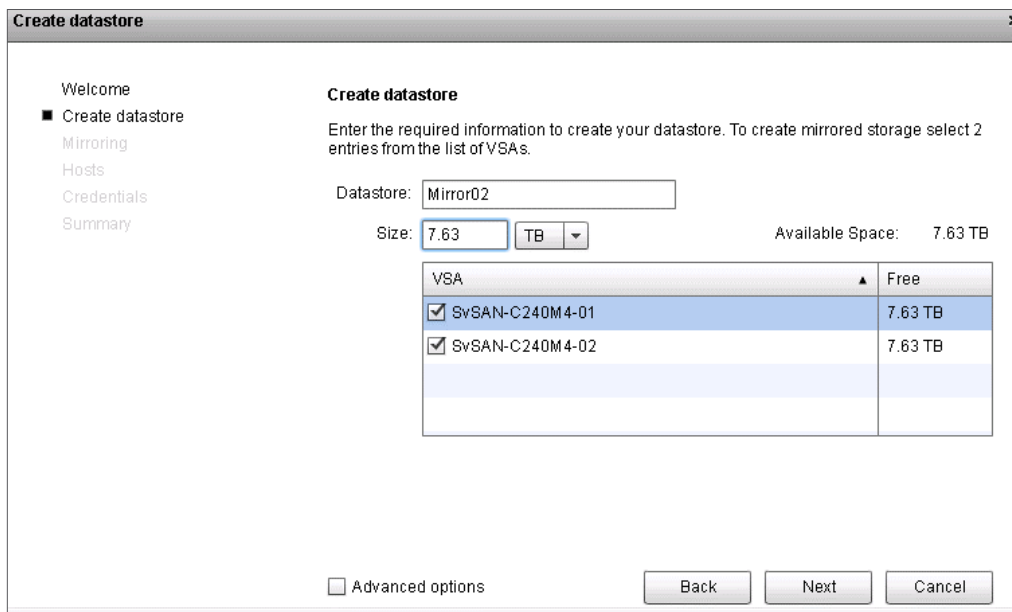 Create datastore
Welcome
Create datastore
Mirroring
Hosts
Credentials
Summary
Create datastore
Enter the required information to create your datastore. To create mirrored storage select 2
entries from the list of VSAs.
Datastore: Mirror02
Size: 7.63 TB Available Space: 7.63 TB
VSA Free
SvSAN-C240M4-01 7.63 TB
SvSAN-C240M4-02 7.63 TB
Advanced options Back Next Cancel